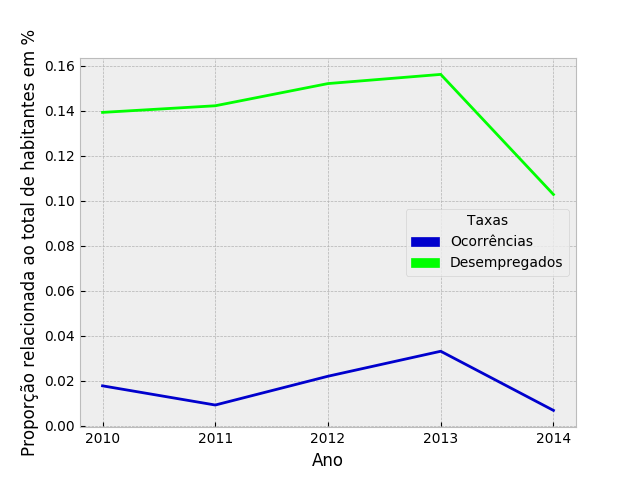 Proporção relacionada ao total de habitantes em %
0.16
0.14
0.12
0.10
0.08
0.06
0.04
0.02
0.00
Taxas
Ocorrências
Desempregados
2010 2011 2012 2013 2014
Ano